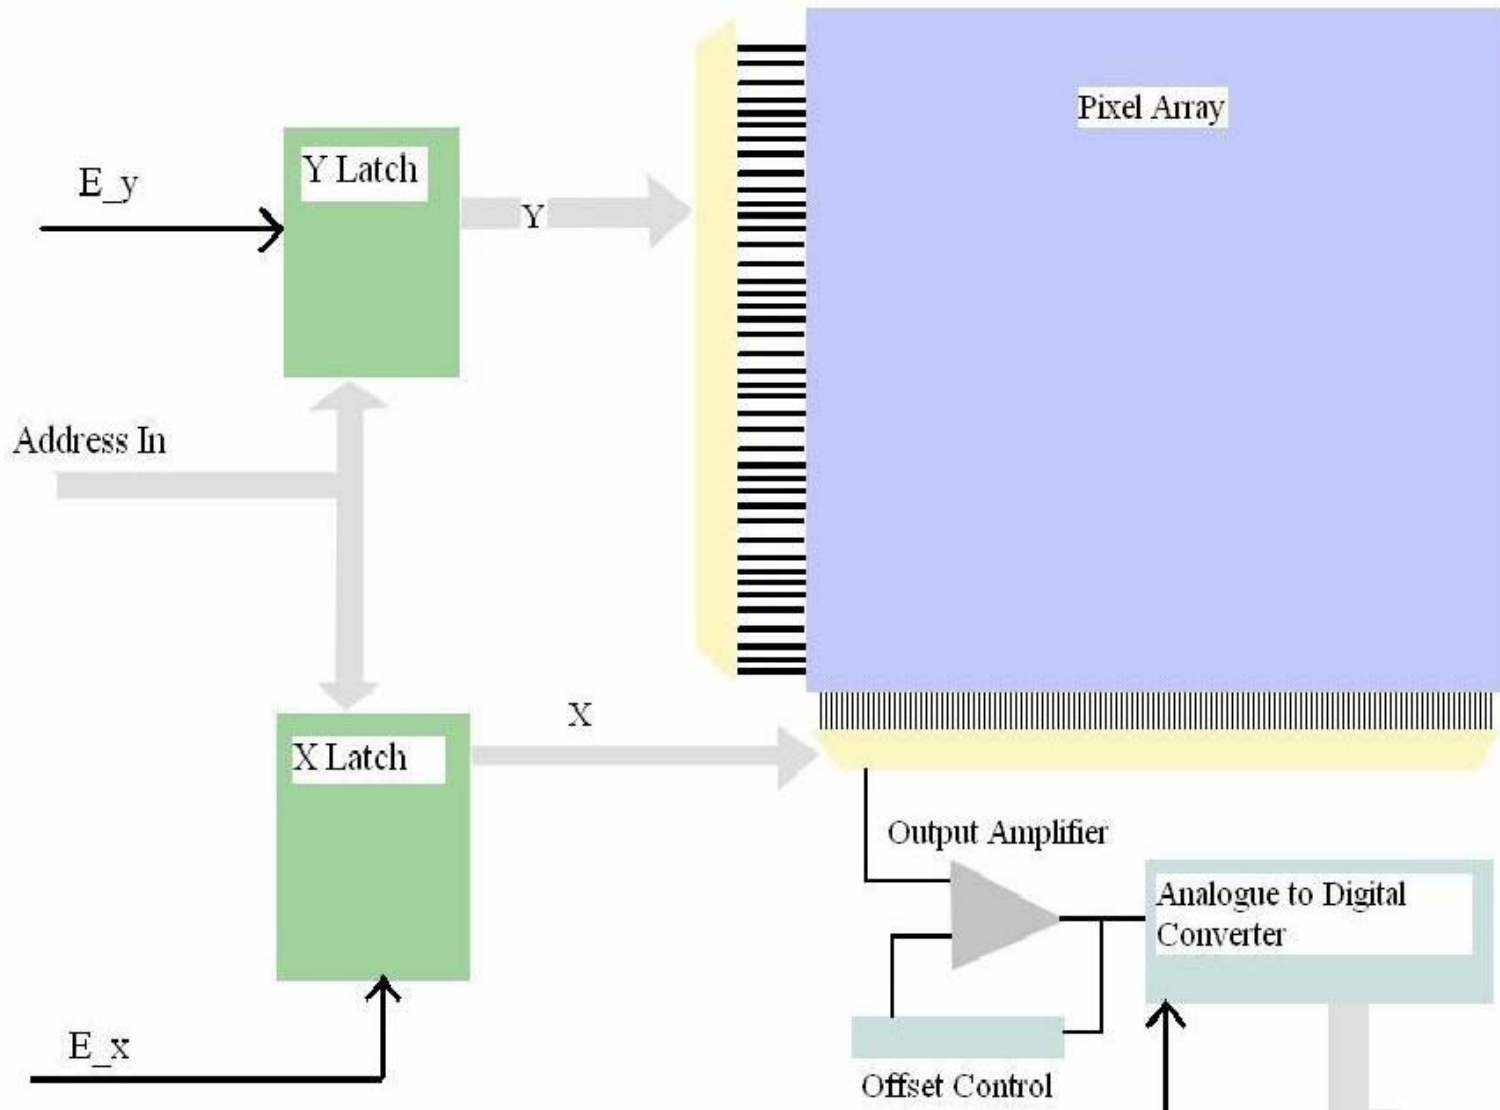 Pixel Array
Y Latch
E_y
Y
Address In
X
X Latch
Output Amplifier
Analogue to Digital
Converter
E_x
Offset Control